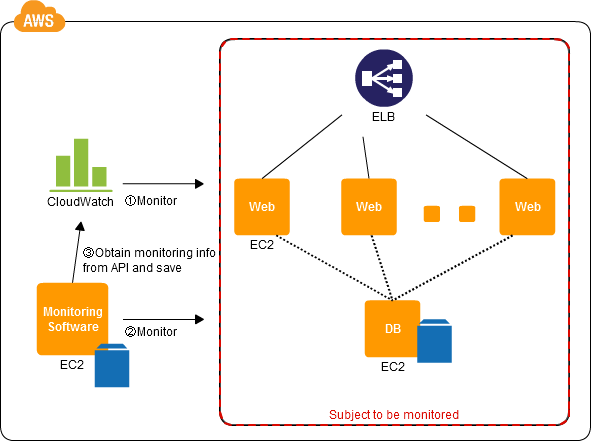 AWS
ELB
CloudWatch
①Monitor
Web
Web
Web
EC2
③Obtain monitoring info
from API and save
Monitoring
Software
②Monitor
DB
EC2
EC2
Subject to be monitored